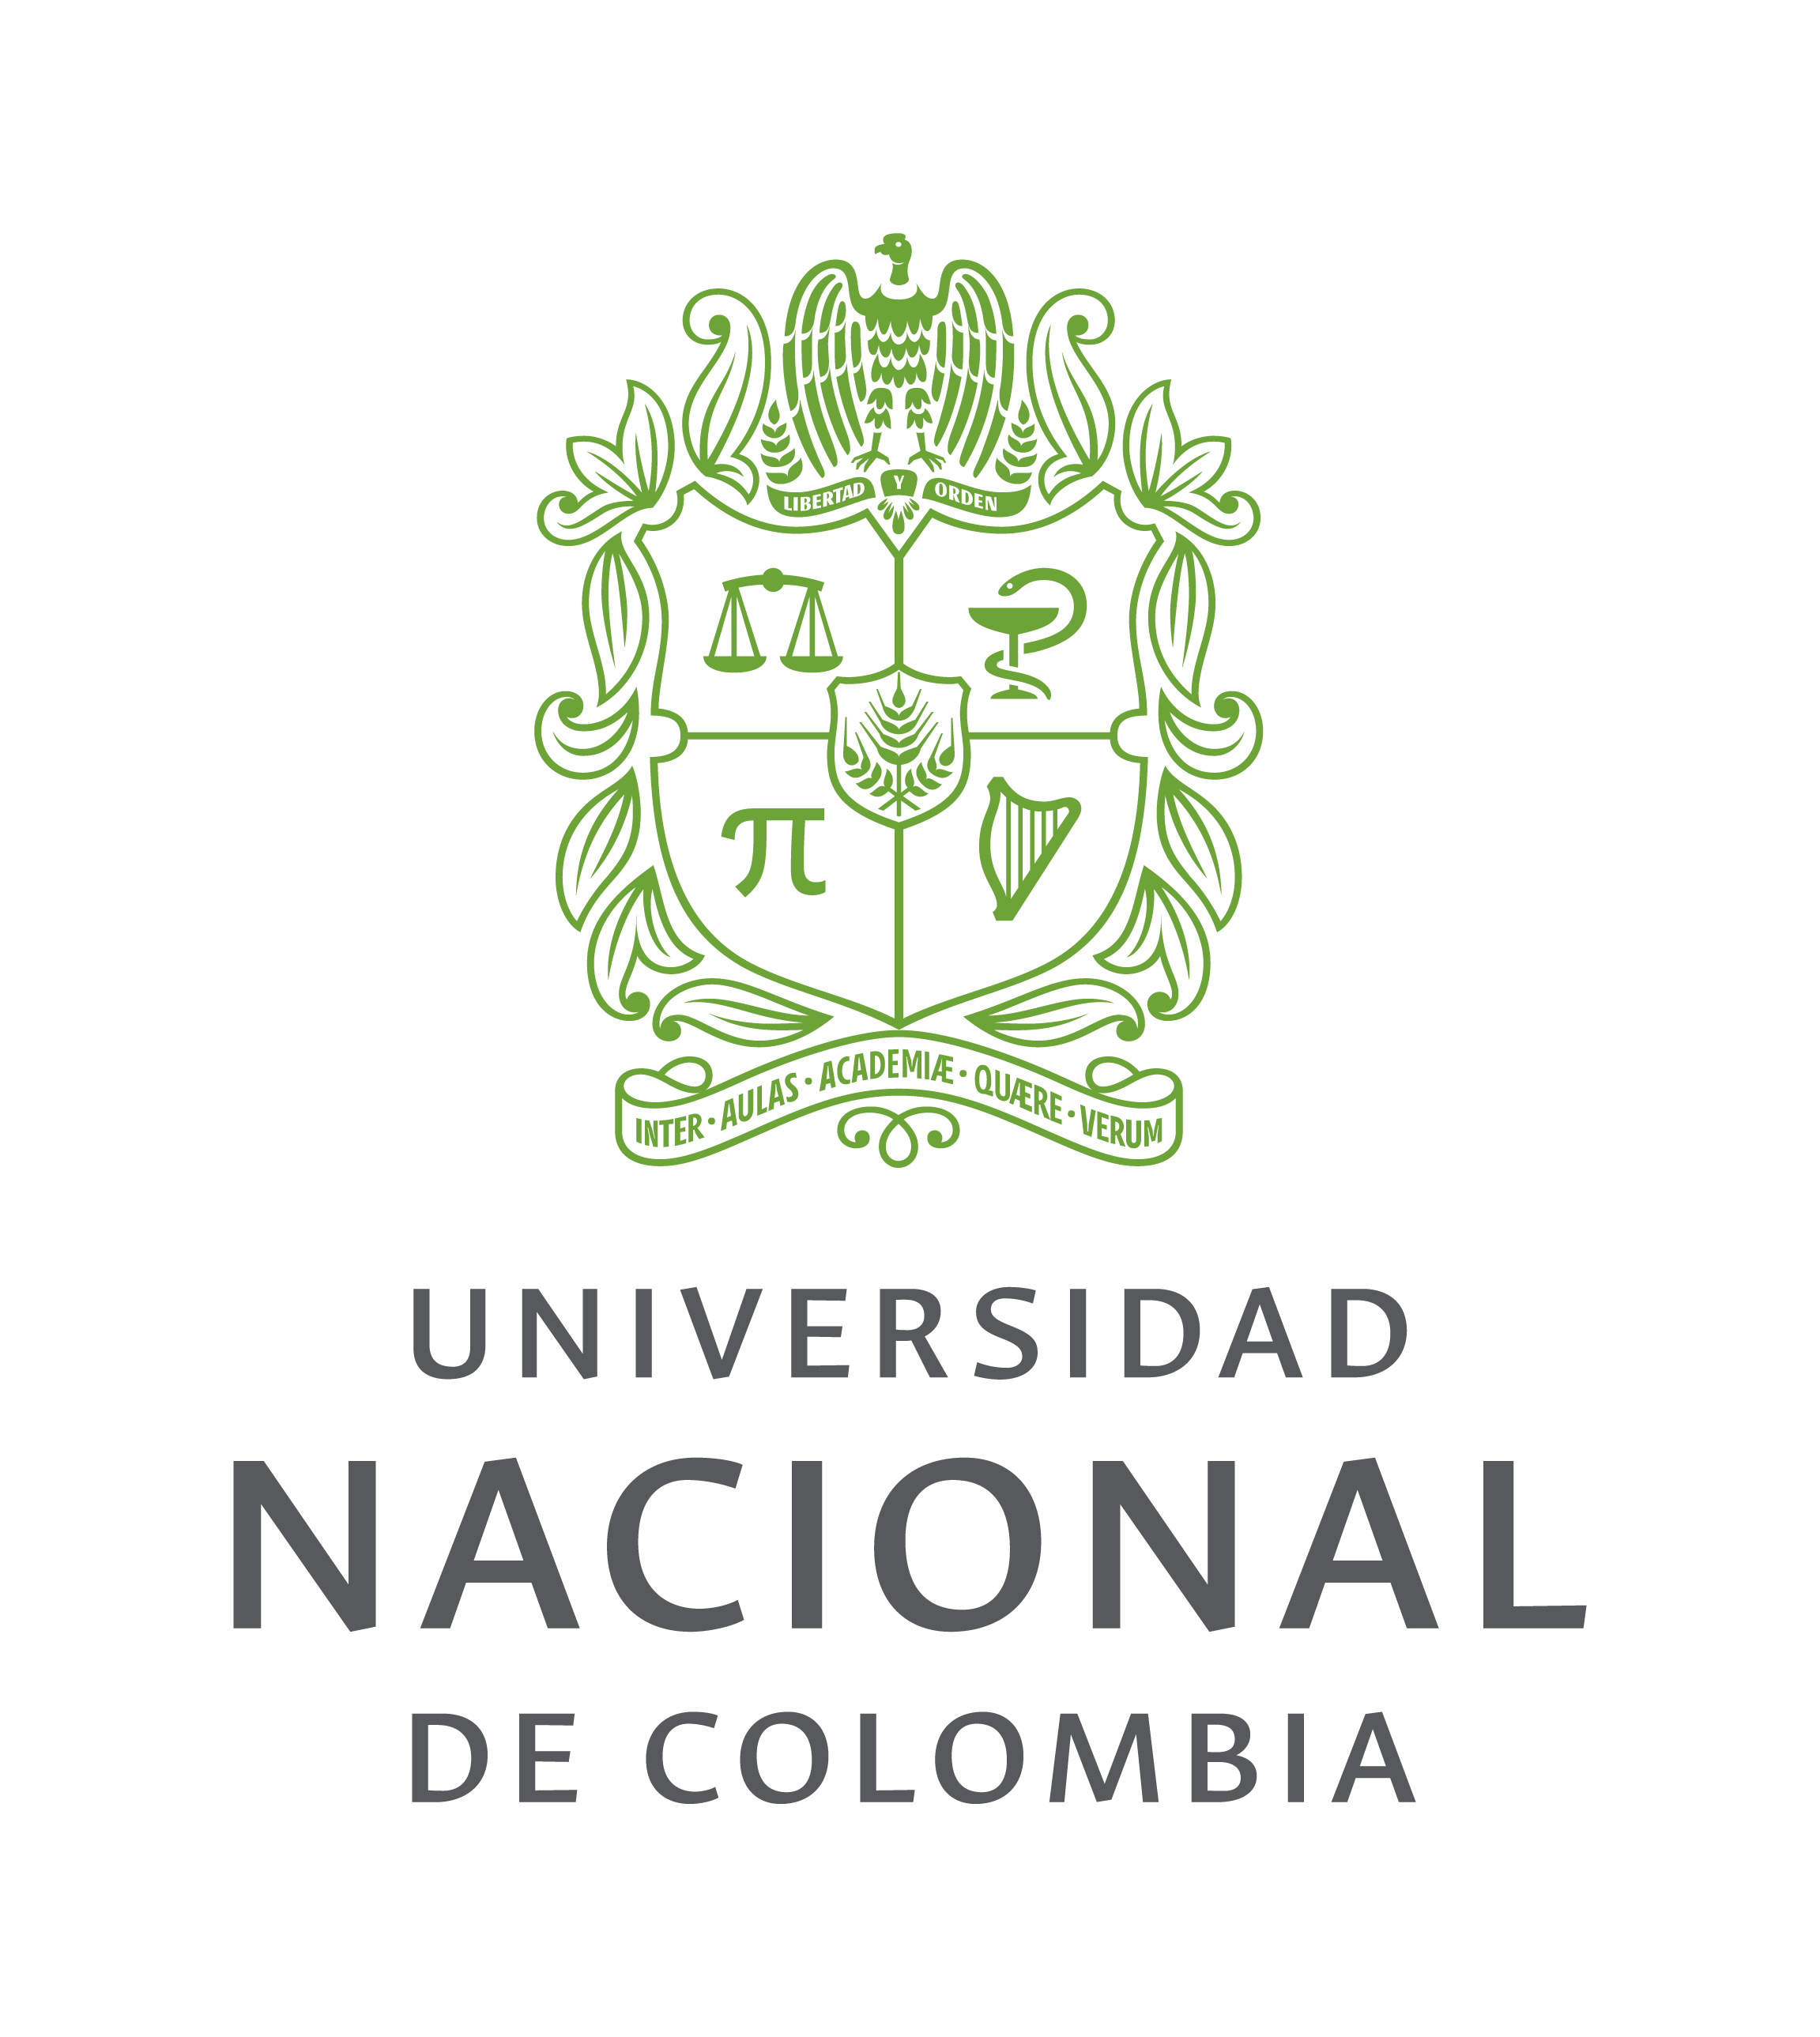 LIBERTAD Y ORDEN
INTER · AULAS · ACADEMIÆ · QUÆRE · VERUM
UNIVERSIDAD
NACIONAL
DE COLOMBIA